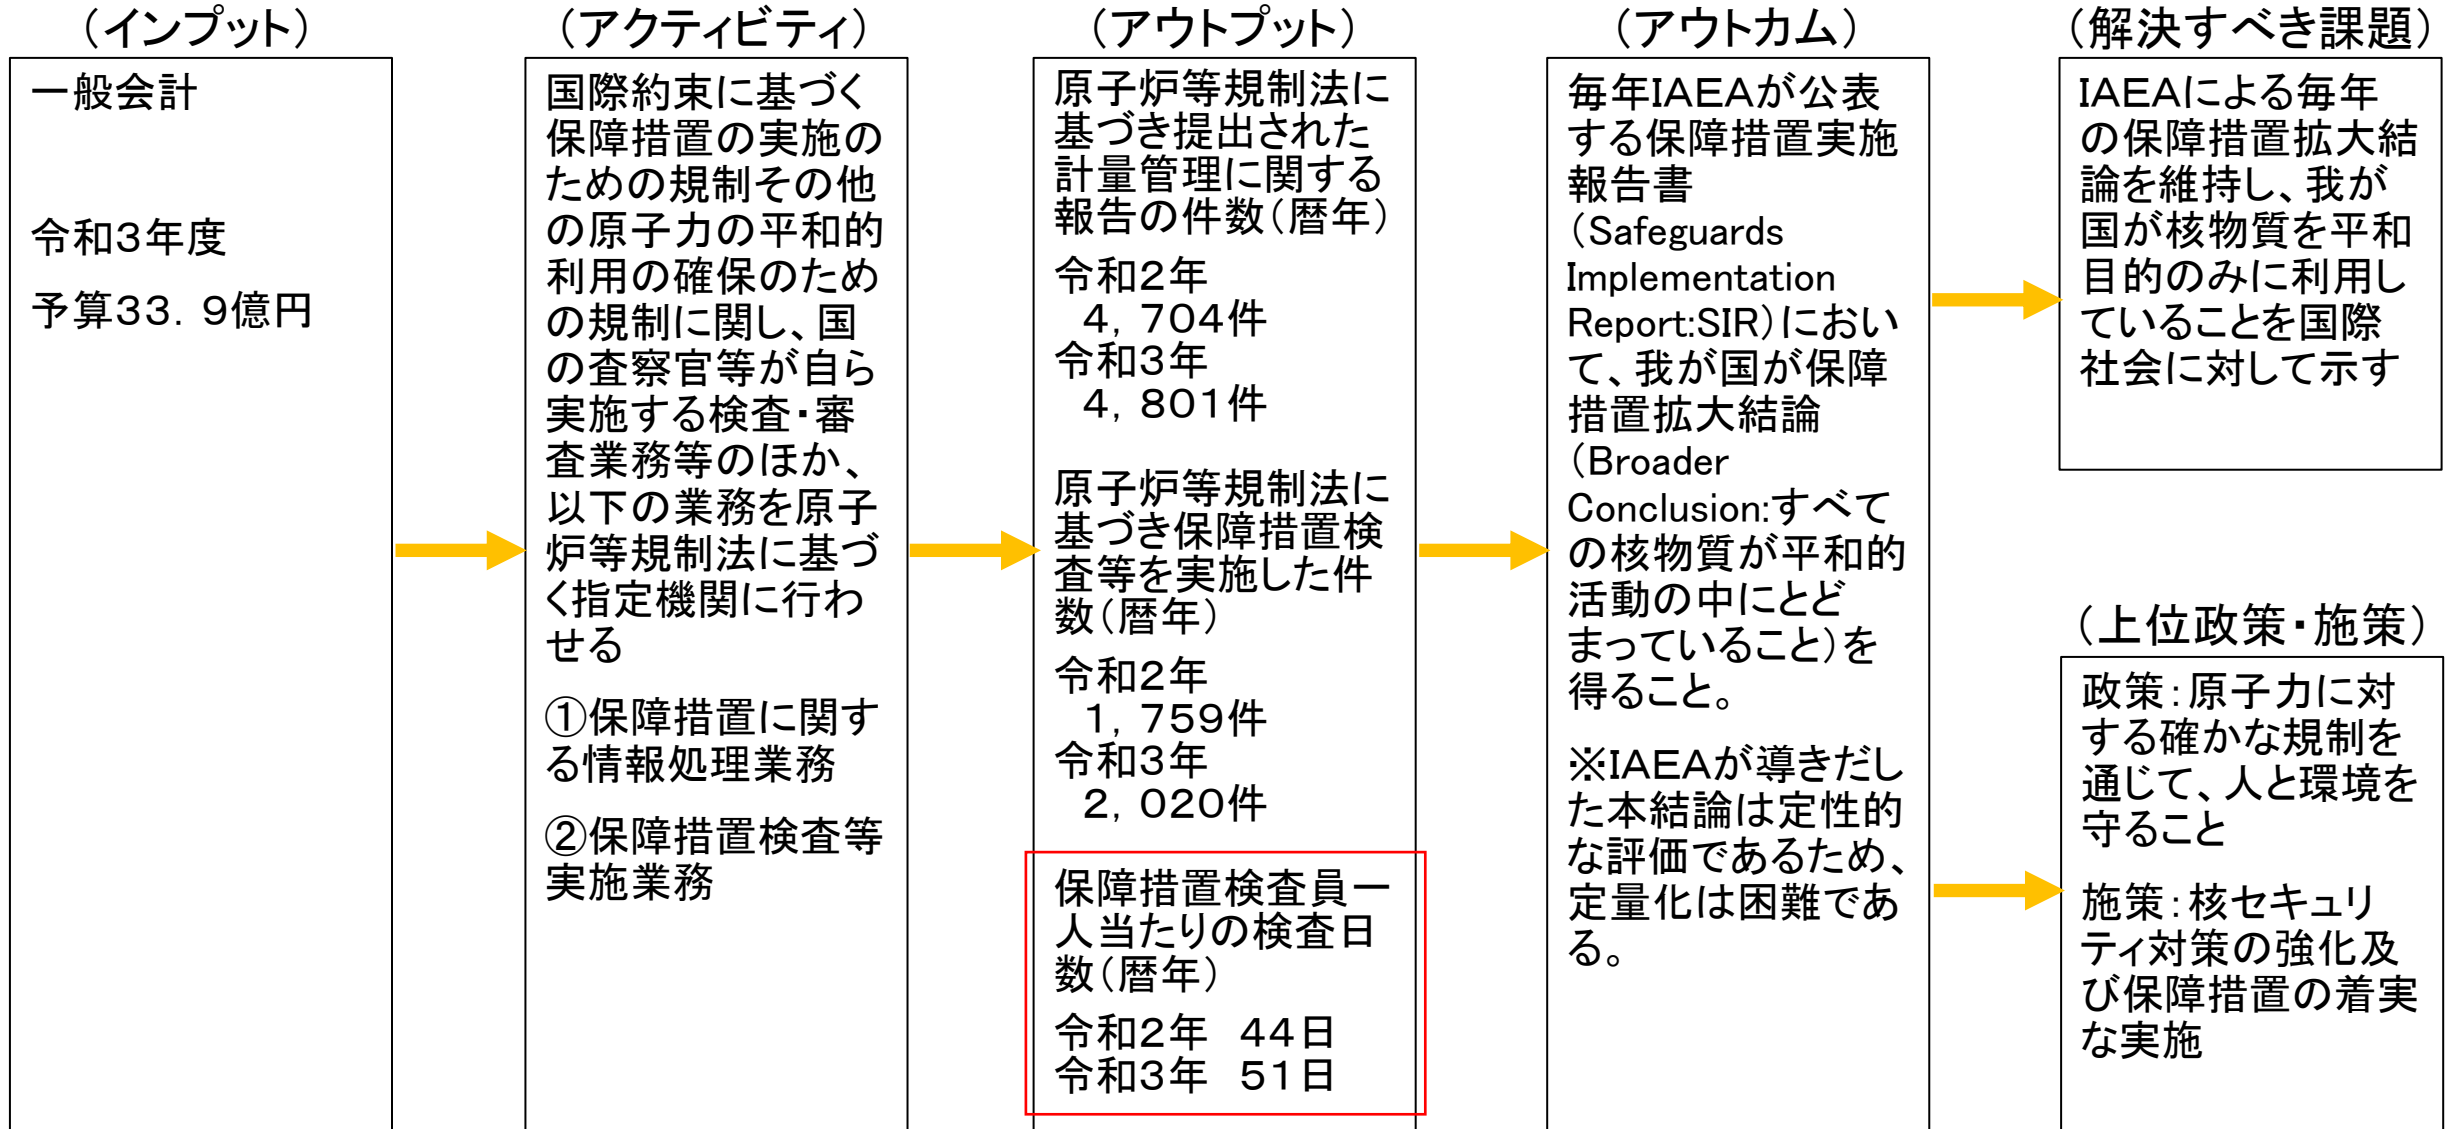 （インプット）
一般会計
令和３年度
予算３３．９億円
（アクティビティ）
国際約束に基づく
保障措置の実施の
ための規制その他
の原子力の平和的
利用の確保のため
の規制に関し、国
の査察官等が自ら
実施する検査・審
査業務等のほか、
以下の業務を原子
炉等規制法に基づ
く指定機関に行わ
せる
①保障措置に関す
る情報処理業務
②保障措置検査等
実施業務
（アウトプット）
原子炉等規制法に
基づき提出された
計量管理に関する
報告の件数（暦年）
令和２年
４，７０４件
令和３年
４，８０１件
原子炉等規制法に
基づき保障措置検
査等を実施した件
数（暦年）
令和２年
１，７５９件
令和３年
２，０２０件
保障措置検査員一
人当たりの検査日
数（暦年）
令和２年　４４日
令和３年　５１日
（アウトカム）
毎年IAEAが公表
する保障措置実施
報告書
（Safeguards
Implementation
Report:SIR）におい
て、我が国が保障
措置拡大結論
（Broader
Conclusion:すべて
の核物質が平和的
活動の中にとど
まっていること）を
得ること。
※IAEAが導きだし
た本結論は定性的
な評価であるため、
定量化は困難であ
る。
（解決すべき課題）
IAEAによる毎年
の保障措置拡大結
論を維持し、我が
国が核物質を平和
目的のみに利用し
ていることを国際
社会に対して示す
（上位政策・施策）
政策：原子力に対
する確かな規制を
通じて、人と環境を
守ること
施策：核セキュリ
ティ対策の強化及
び保障措置の着実
な実施